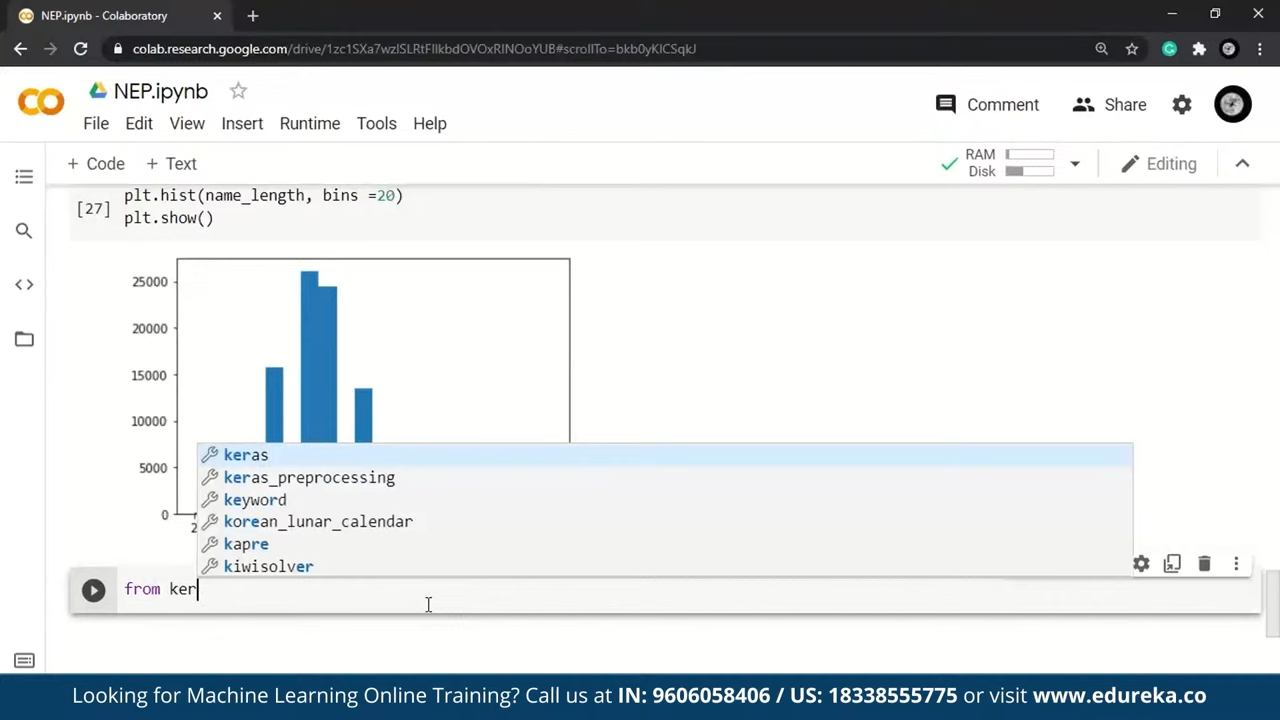 NEP.ipynb - Colaboratory
colab.research.google.com/drive/1zc1SXa7wzlSLRtFIlkbdOVOxRINOoYUB#scrollTo=bkb0yKICSqkJ
NEP.ipynb
Comment
Share
File Edit View Insert Runtime Tools Help
+ Code + Text
RAM
Disk
Editing
plt.hist(name_length, bins =20)
[27]
plt.show()
25000
20000
15000
10000
5000
0
2
keras
keras_preprocessing
keyword
korean_lunar_calendar
kapre
kiwisolver
from ker
Looking for Machine Learning Online Training? Call us at IN: 9606058406 / US: 18338555775 or visit www.edureka.co